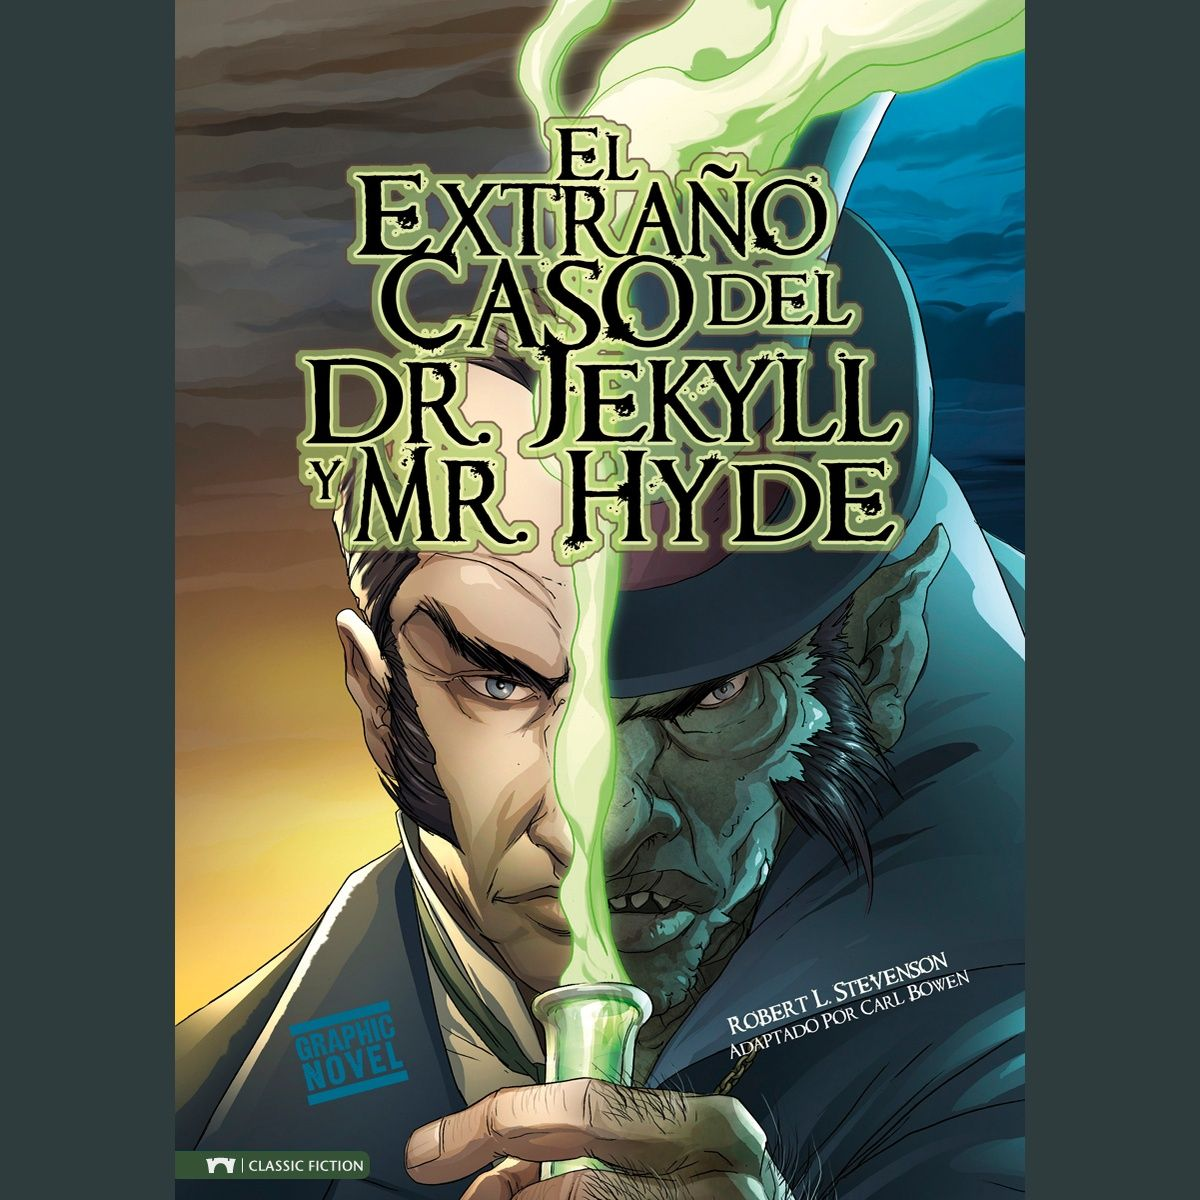 EL
EXTRAÑO
CASO DEL
DR. JEKYLL
Y MR. HYDE
ROBERT L. STEVENSON
ADAPTADO POR CARL BOWEN
GRAPHIC
NOVEL
CLASSIC FICTION